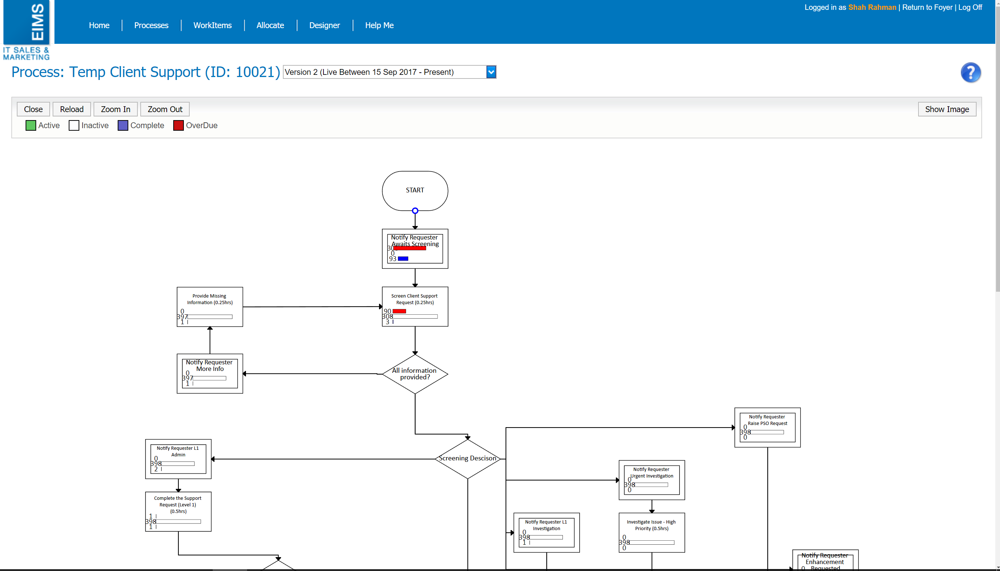 EIMS
IT SALES &
MARKETING
Logged in as Shah Rahman | Return to Foyer | Log Off
Home
Processes
WorkItems
Allocate
Designer
Help Me
Process: Temp Client Support (ID: 10021)
Version 2 (Live Between 15 Sep 2017 - Present)
?
Close
Reload
Zoom In
Zoom Out
Show Image
Active
Inactive
Complete
OverDue
START
Notify Requester
Awaits Screening
0
93
Provide Missing
Information (0.25hrs)
0
397
1
Screen Client Support
Request (0.25hrs)
90
308
3
Notify Requester
More Info
0
397
1
All information
provided?
Notify Requester
Raise PSO Request
0
398
0
Notify Requester L1
Admin
0
398
2
Screening Descison
Notify Requester
Urgent Investigation
0
398
0
Complete the Support
Request (Level 1)
(0.5hrs)
1
398
1
Notify Requester L1
Investigation
0
398
1
Investigate Issue - High
Priority (0.5hrs)
0
398
0
Notify Requester
Enhancement
0 Requested